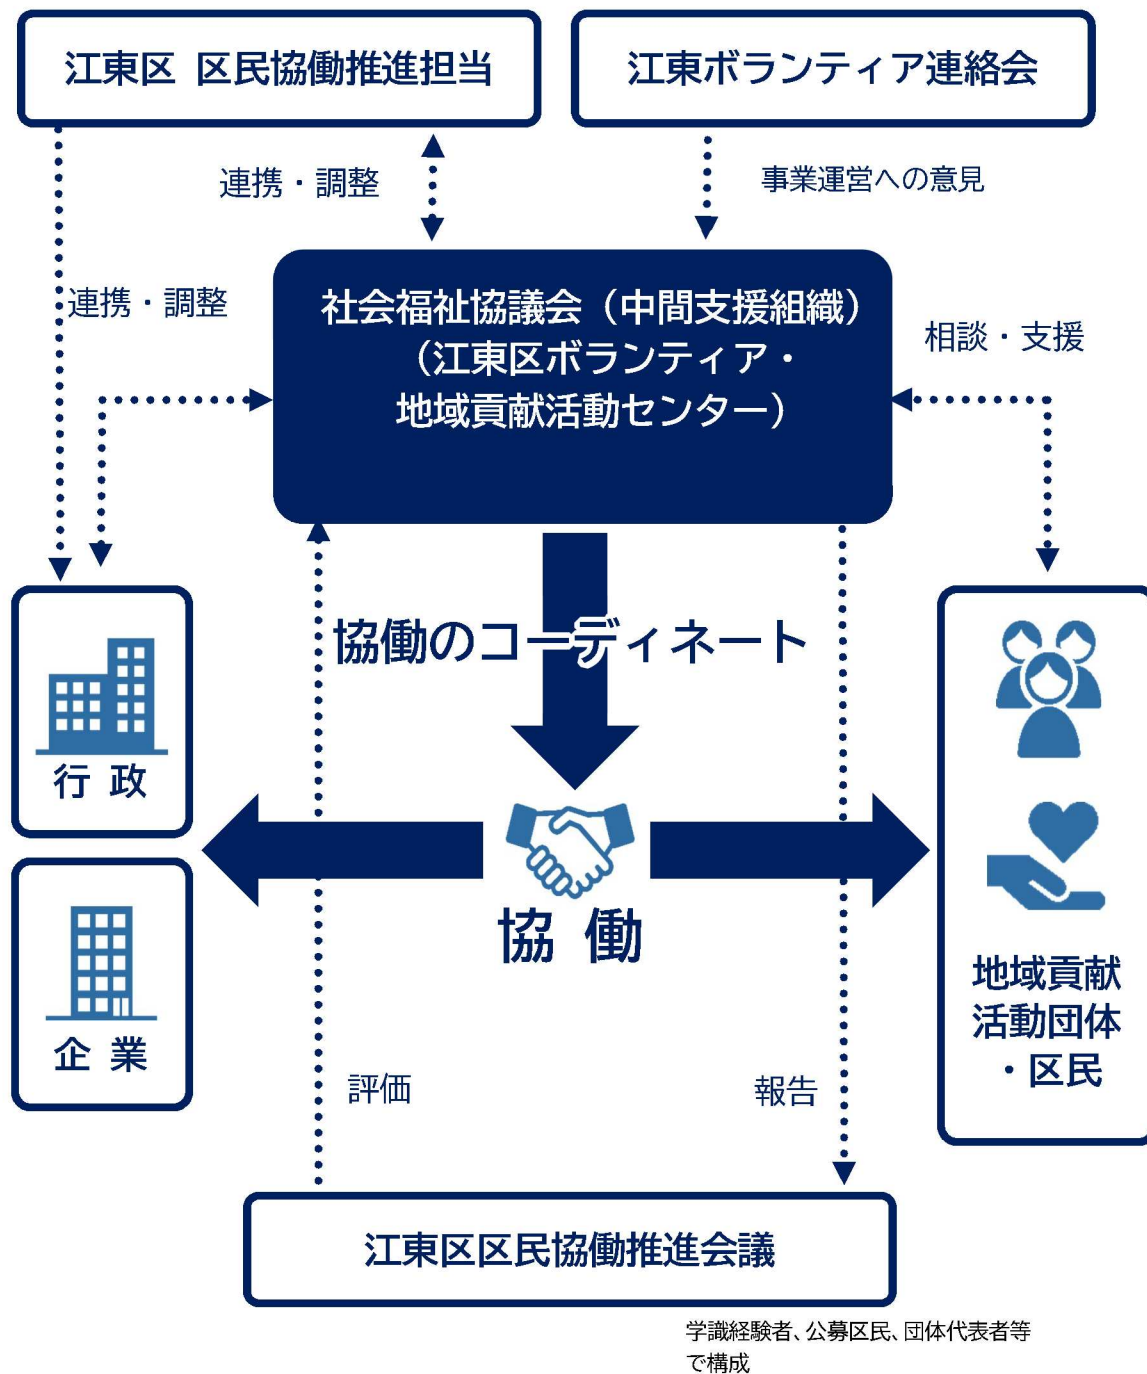 江東区 区民協働推進担当
江東ボランティア連絡会
連携・調整
事業運営への意見
連携・調整
社会福祉協議会（中間支援組織）
（江東区ボランティア・
地域貢献活動センター）
相談・支援
協働のコーディネート
行 政
協 働
企 業
地域貢献
活動団体
・区民
評価
報告
江東区区民協働推進会議
学識経験者、公募区民、団体代表者等
で構成